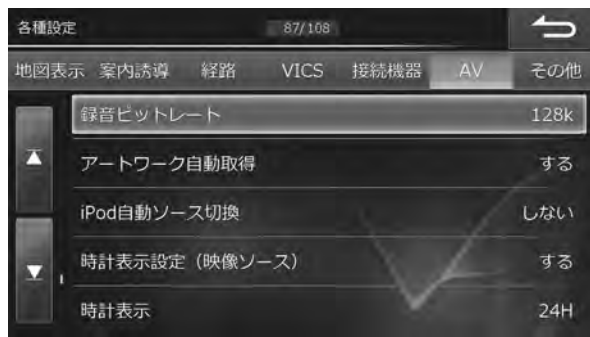 各種設定 87/108
地図表示 案内誘導 経路 VICS 接続機器 AV その他
録音ビットレート 128k
アートワーク自動取得 する
iPod自動ソース切換 しない
時計表示設定（映像ソース） する
時計表示 24H